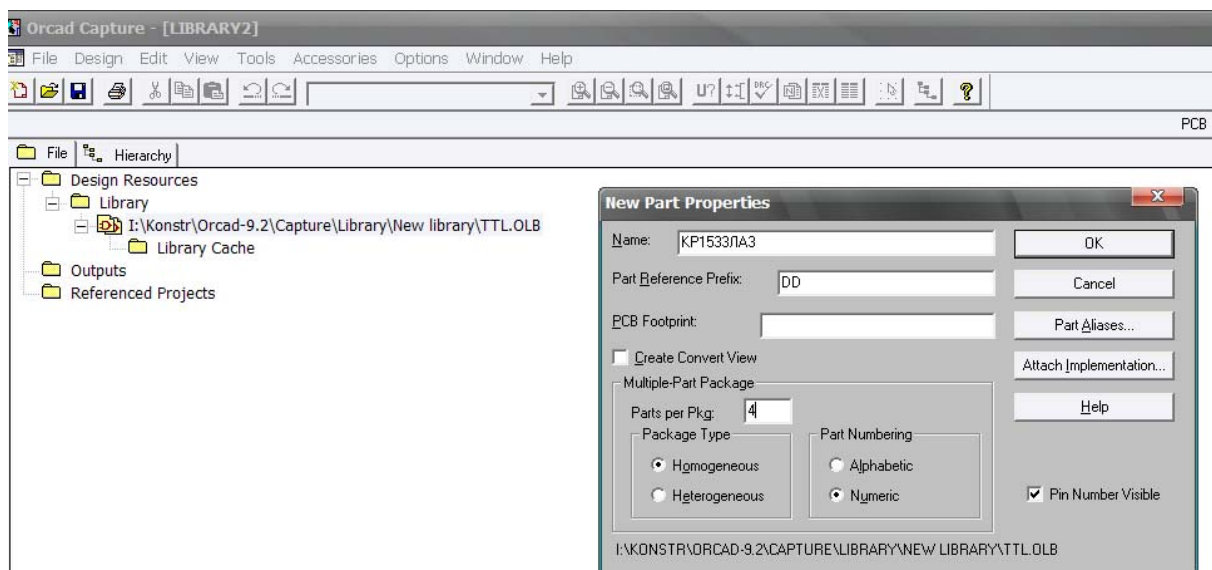 Orcad Capture - [LIBRARY2]
File Design Edit View Tools Accessories Options Window Help
U? DRC
PCB
File Hierarchy
Design Resources
Library
I:\Konstr\Orcad-9.2\Capture\Library\New library\TTL.OLB
Library Cache
Outputs
Referenced Projects
New Part Properties
Name: КР1533ЛА3
OK
Part Reference Prefix: DD
Cancel
PCB Footprint:
Part Aliases...
Create Convert View
Attach Implementation...
Multiple-Part Package
Parts per Pkg: 4
Help
Package Type
Part Numbering
Homogeneous
Alphabetic
Heterogeneous
Numeric
Pin Number Visible
I:\KONSTR\ORCAD-9.2\CAPTURE\LIBRARY\NEW LIBRARY\TTL.OLB